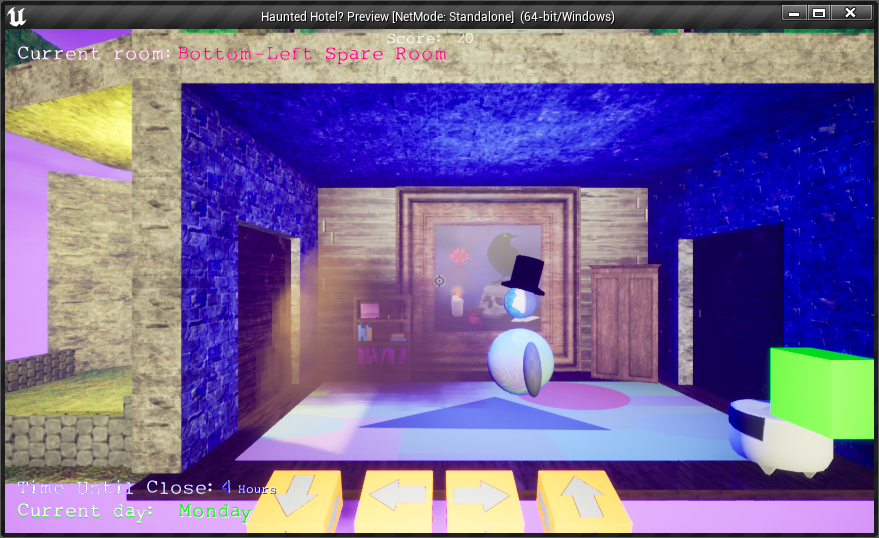 Haunted Hotel? Preview [NetMode: Standalone] (64-bit/Windows)
Score: 20
Current room: Bottom-Left Spare Room
Time Until Close: 4 Hours
Current day: Monday